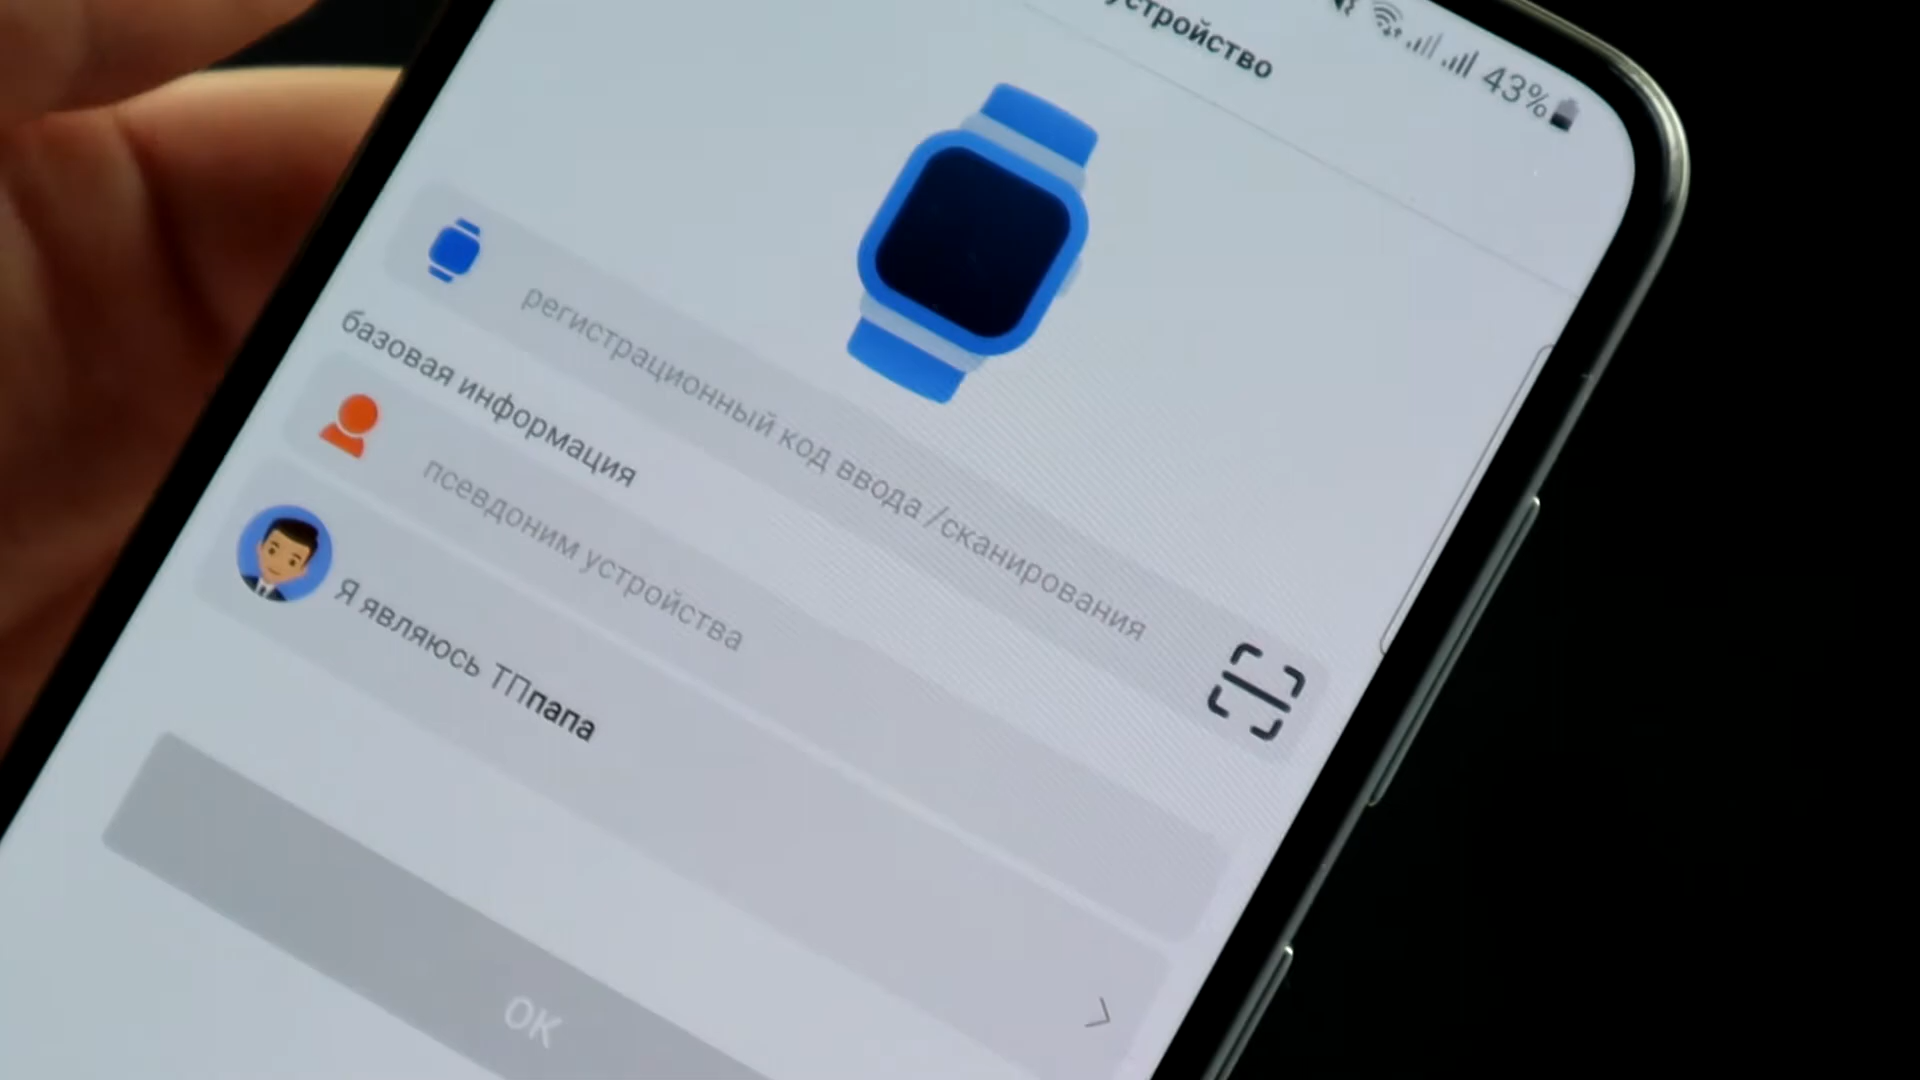 43%
устройство
регистрационный код ввода /сканирования
базовая информация
псевдоним устройства
Я являюсь ТПпапа
OK